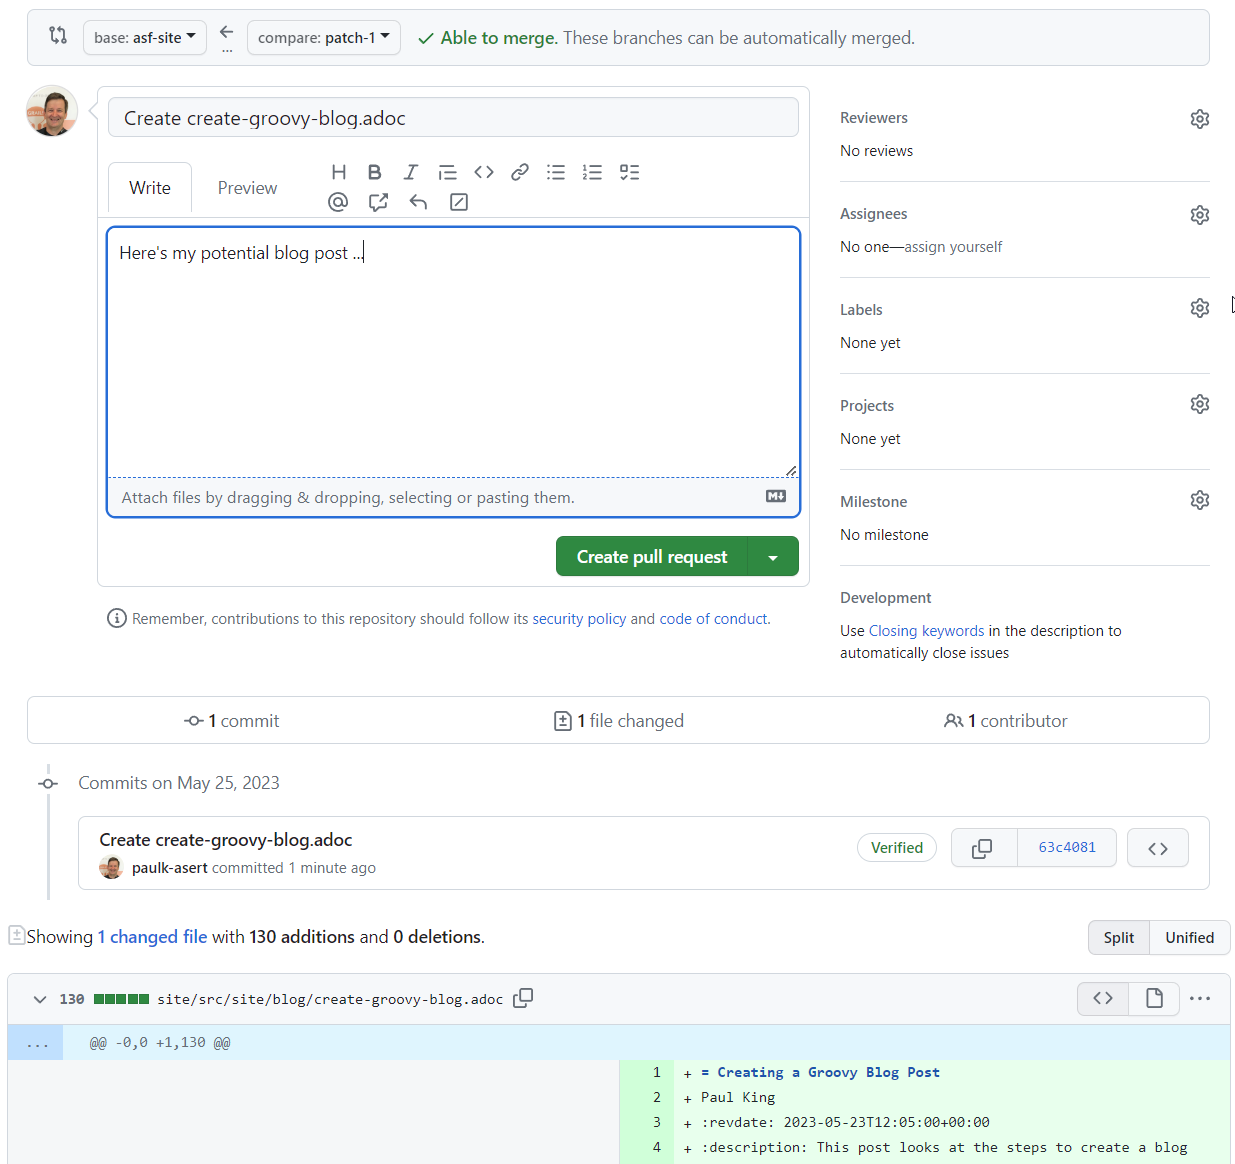 base: asf-site
...
compare: patch-1
Able to merge. These branches can be automatically merged.
Create create-groovy-blog.adoc
Write
Preview
Here's my potential blog post ...
Attach files by dragging & dropping, selecting or pasting them.
Create pull request
Remember, contributions to this repository should follow its security policy and code of conduct.
Reviewers
No reviews
Assignees
No one—assign yourself
Labels
None yet
Projects
None yet
Milestone
No milestone
Development
Use Closing keywords in the description to
automatically close issues
1 commit
1 file changed
1 contributor
Commits on May 25, 2023
Create create-groovy-blog.adoc
paulk-asert committed 1 minute ago
Verified
63c4081
Showing 1 changed file with 130 additions and 0 deletions.
Split
Unified
130 site/src/site/blog/create-groovy-blog.adoc
...
@@ -0,0 +1,130 @@
1 + = Creating a Groovy Blog Post
2 + Paul King
3 + :revdate: 2023-05-23T12:05:00+00:00
4 + :description: This post looks at the steps to create a blog